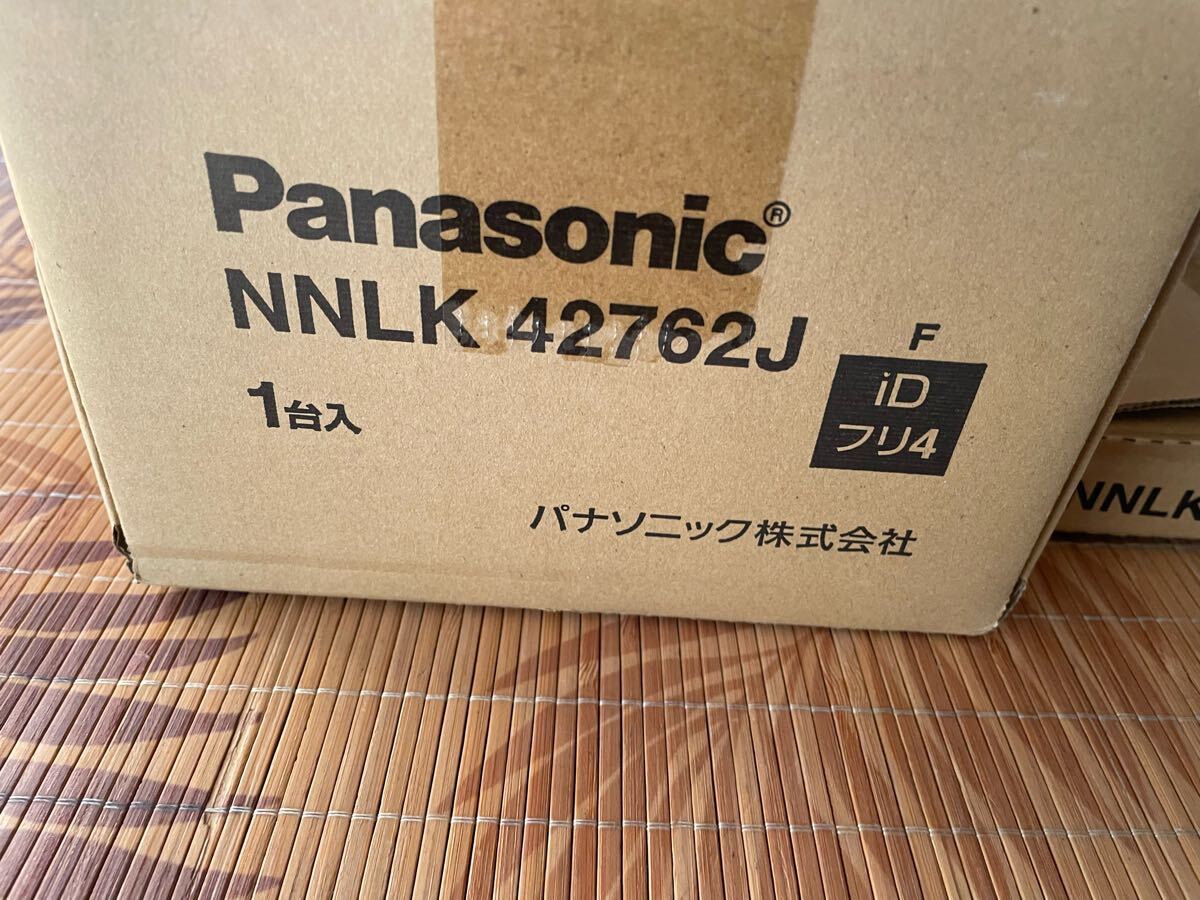 Panasonic®
NNLK 42762J
1台入
F
iD
フリ4
パナソニック株式会社
NNLK